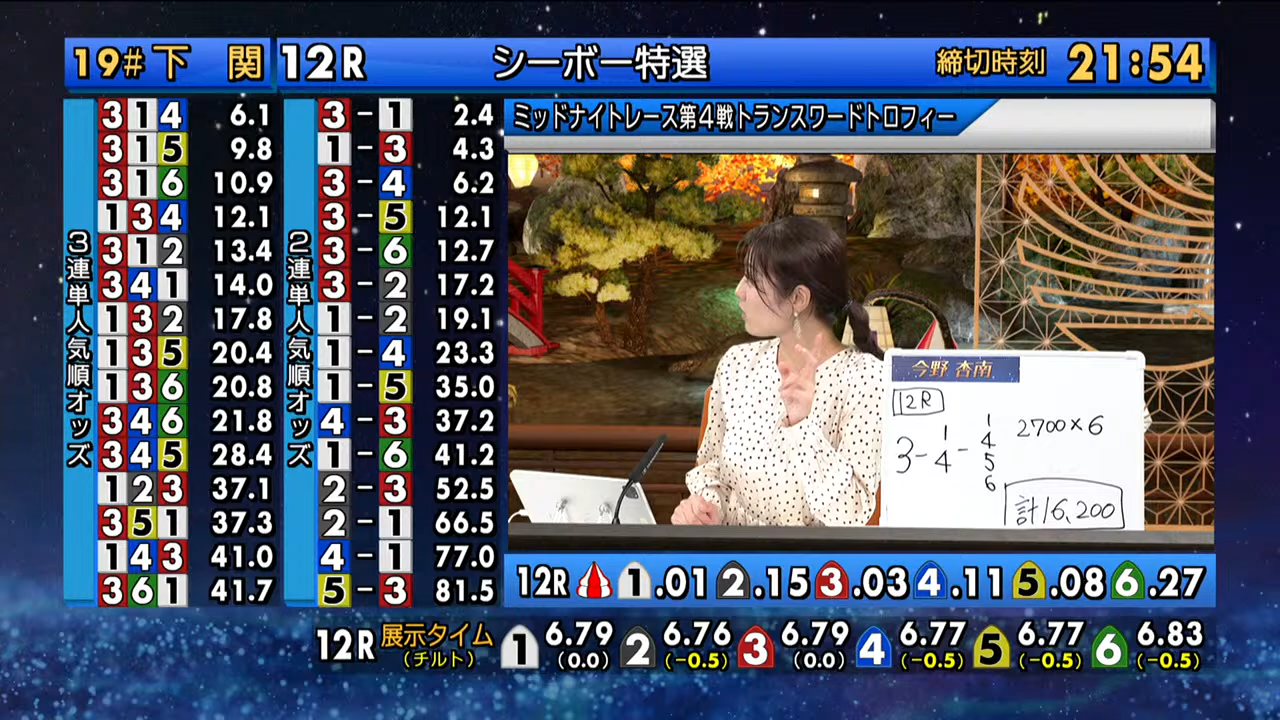 19# 下 関 12R シーボー特選 締切時刻 21:54
3連単人気順オッズ
3 1 4 6.1
3 1 5 9.8
3 1 6 10.9
1 3 4 12.1
3 1 2 13.4
3 4 1 14.0
1 3 2 17.8
1 3 5 20.4
1 3 6 20.8
3 4 6 21.8
3 4 5 28.4
1 2 3 37.1
3 5 1 37.3
1 4 3 41.0
3 6 1 41.7
2連単人気順オッズ
3-1 2.4
1-3 4.3
3-4 6.2
3-5 12.1
3-6 12.7
3-2 17.2
1-2 19.1
1-4 23.3
1-5 35.0
4-3 37.2
1-6 41.2
2-3 52.5
2-1 66.5
4-1 77.0
5-3 81.5
ミッドナイトレース第4戦トランスワードトロフィー
今野 杏南
12R
1 1
3-4-4
5
6
2700×6
計16,200
12R 1 .01 2 .15 3 .03 4 .11 5 .08 6 .27
12R 展示タイム 1 6.79 2 6.76 3 6.79 4 6.77 5 6.77 6 6.83
(チルト) (0.0) (-0.5) (0.0) (-0.5) (-0.5) (-0.5)